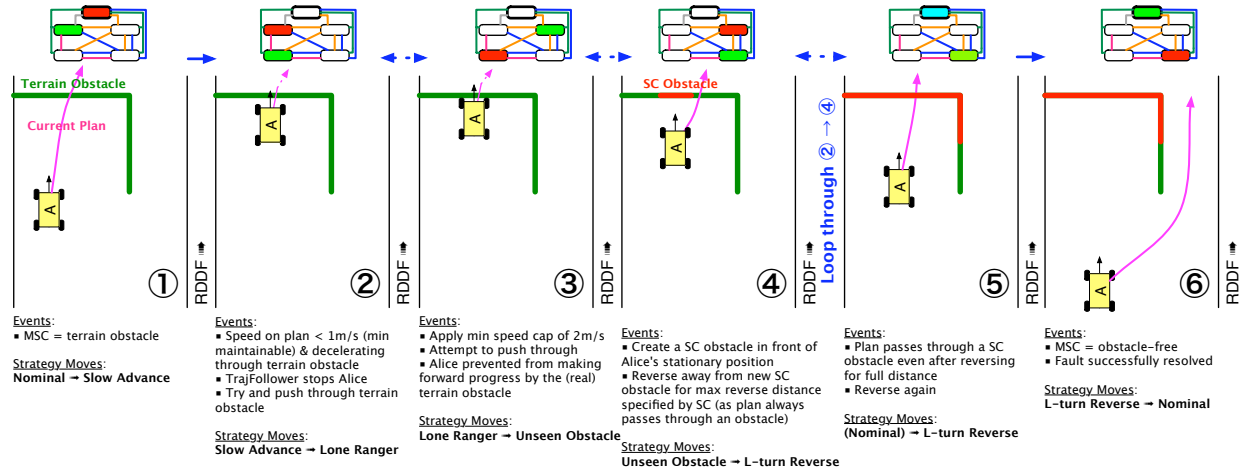 Terrain Obstacle
Current Plan
A
①
RDDF
Events:
▪ MSC = terrain obstacle
Strategy Moves:
Nominal → Slow Advance
A
②
RDDF
Events:
▪ Speed on plan < 1m/s (min
maintainable) & decelerating
through terrain obstacle
▪ TrajFollower stops Alice
▪ Try and push through terrain
obstacle
Strategy Moves:
Slow Advance → Lone Ranger
A
③
RDDF
Events:
▪ Apply min speed cap of 2m/s
▪ Attempt to push through
▪ Alice prevented from making
forward progress by the (real)
terrain obstacle
Strategy Moves:
Lone Ranger → Unseen Obstacle
SC Obstacle
A
④
RDDF
Events:
▪ Create a SC obstacle in front of
Alice's stationary position
▪ Reverse away from new SC
obstacle for max reverse distance
specified by SC (as plan always
passes through an obstacle)
Strategy Moves:
Unseen Obstacle → L-turn Reverse
Loop through ② → ④
A
⑤
RDDF
Events:
▪ Plan passes through a SC
obstacle even after reversing
for full distance
▪ Reverse again
Strategy Moves:
(Nominal) → L-turn Reverse
A
⑥
RDDF
Events:
▪ MSC = obstacle-free
▪ Fault successfully resolved
Strategy Moves:
L-turn Reverse → Nominal